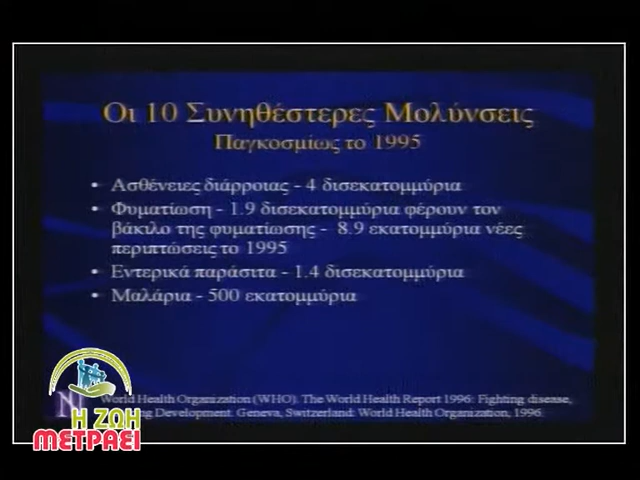 Οι 10 Συνηθέστερες Μολύνσεις
Παγκοσμίως το 1995
• Ασθένειες διάρροιας - 4 δισεκατομμύρια
• Φυματίωση - 1.9 δισεκατομμύρια φέρουν τον
βάκιλο της φυματίωσης - 8.9 εκατομμύρια νέες
περιπτώσεις το 1995
• Εντερικά παράσιτα - 1.4 δισεκατομμύρια
• Μαλάρια - 500 εκατομμύρια
World Health Organization (WHO). The World Health Report 1996: Fighting disease,
Development. Geneva, Switzerland: World Health Organization, 1996.
Η ΖΩΗ
ΜΕΤΡΑΕΙ